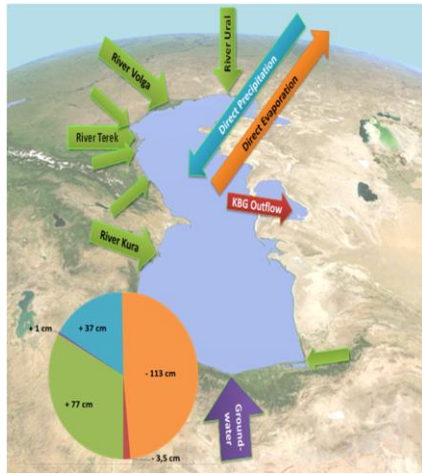 River Ural
River Volga
Direct Precipitation
Direct Evaporation
River Terek
KBG Outflow
River Kura
+ 1 cm
+ 37 cm
- 113 cm
+ 77 cm
- 3,5 cm
Ground-
water